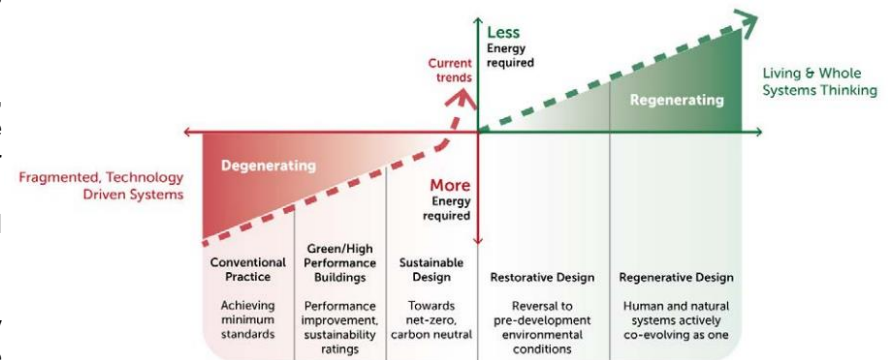 Less
Energy
required
Current
trends
Regenerating
Living & Whole
Systems Thinking
Degenerating
Fragmented, Technology
Driven Systems
More
Energy
required
Conventional
Practice
Achieving
minimum
standards
Green/High
Performance
Buildings
Performance
improvement,
sustainability
ratings
Sustainable
Design
Towards
net-zero,
carbon neutral
Restorative Design
Reversal to
pre-development
environmental
conditions
Regenerative Design
Human and natural
systems actively
co-evolving as one